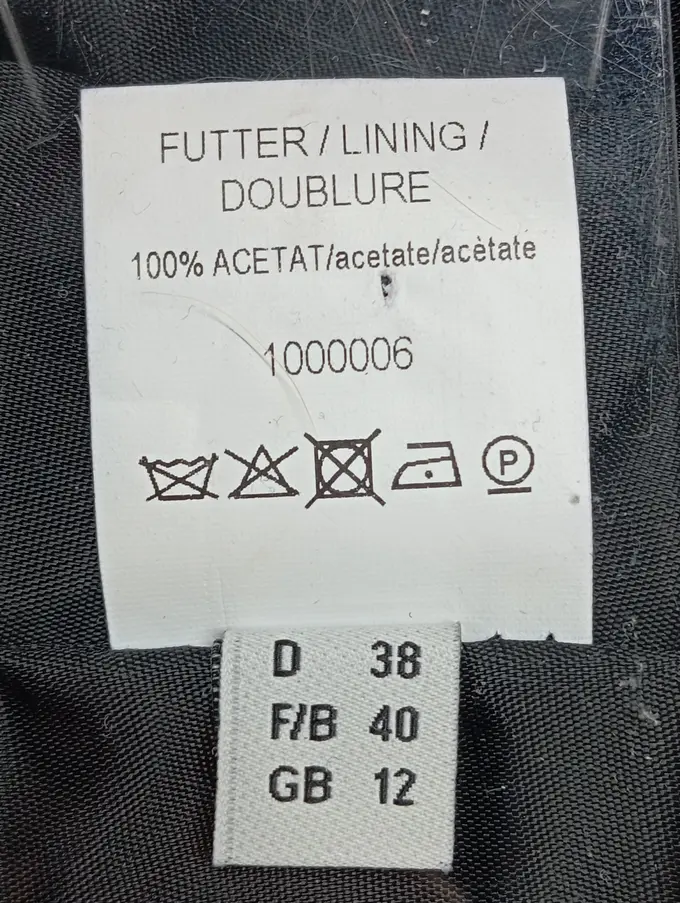 FUTTER / LINING /
DOUBLURE
100% ACETAT/acetate/acètate
1000006
P
D 38
F/B 40
GB 12